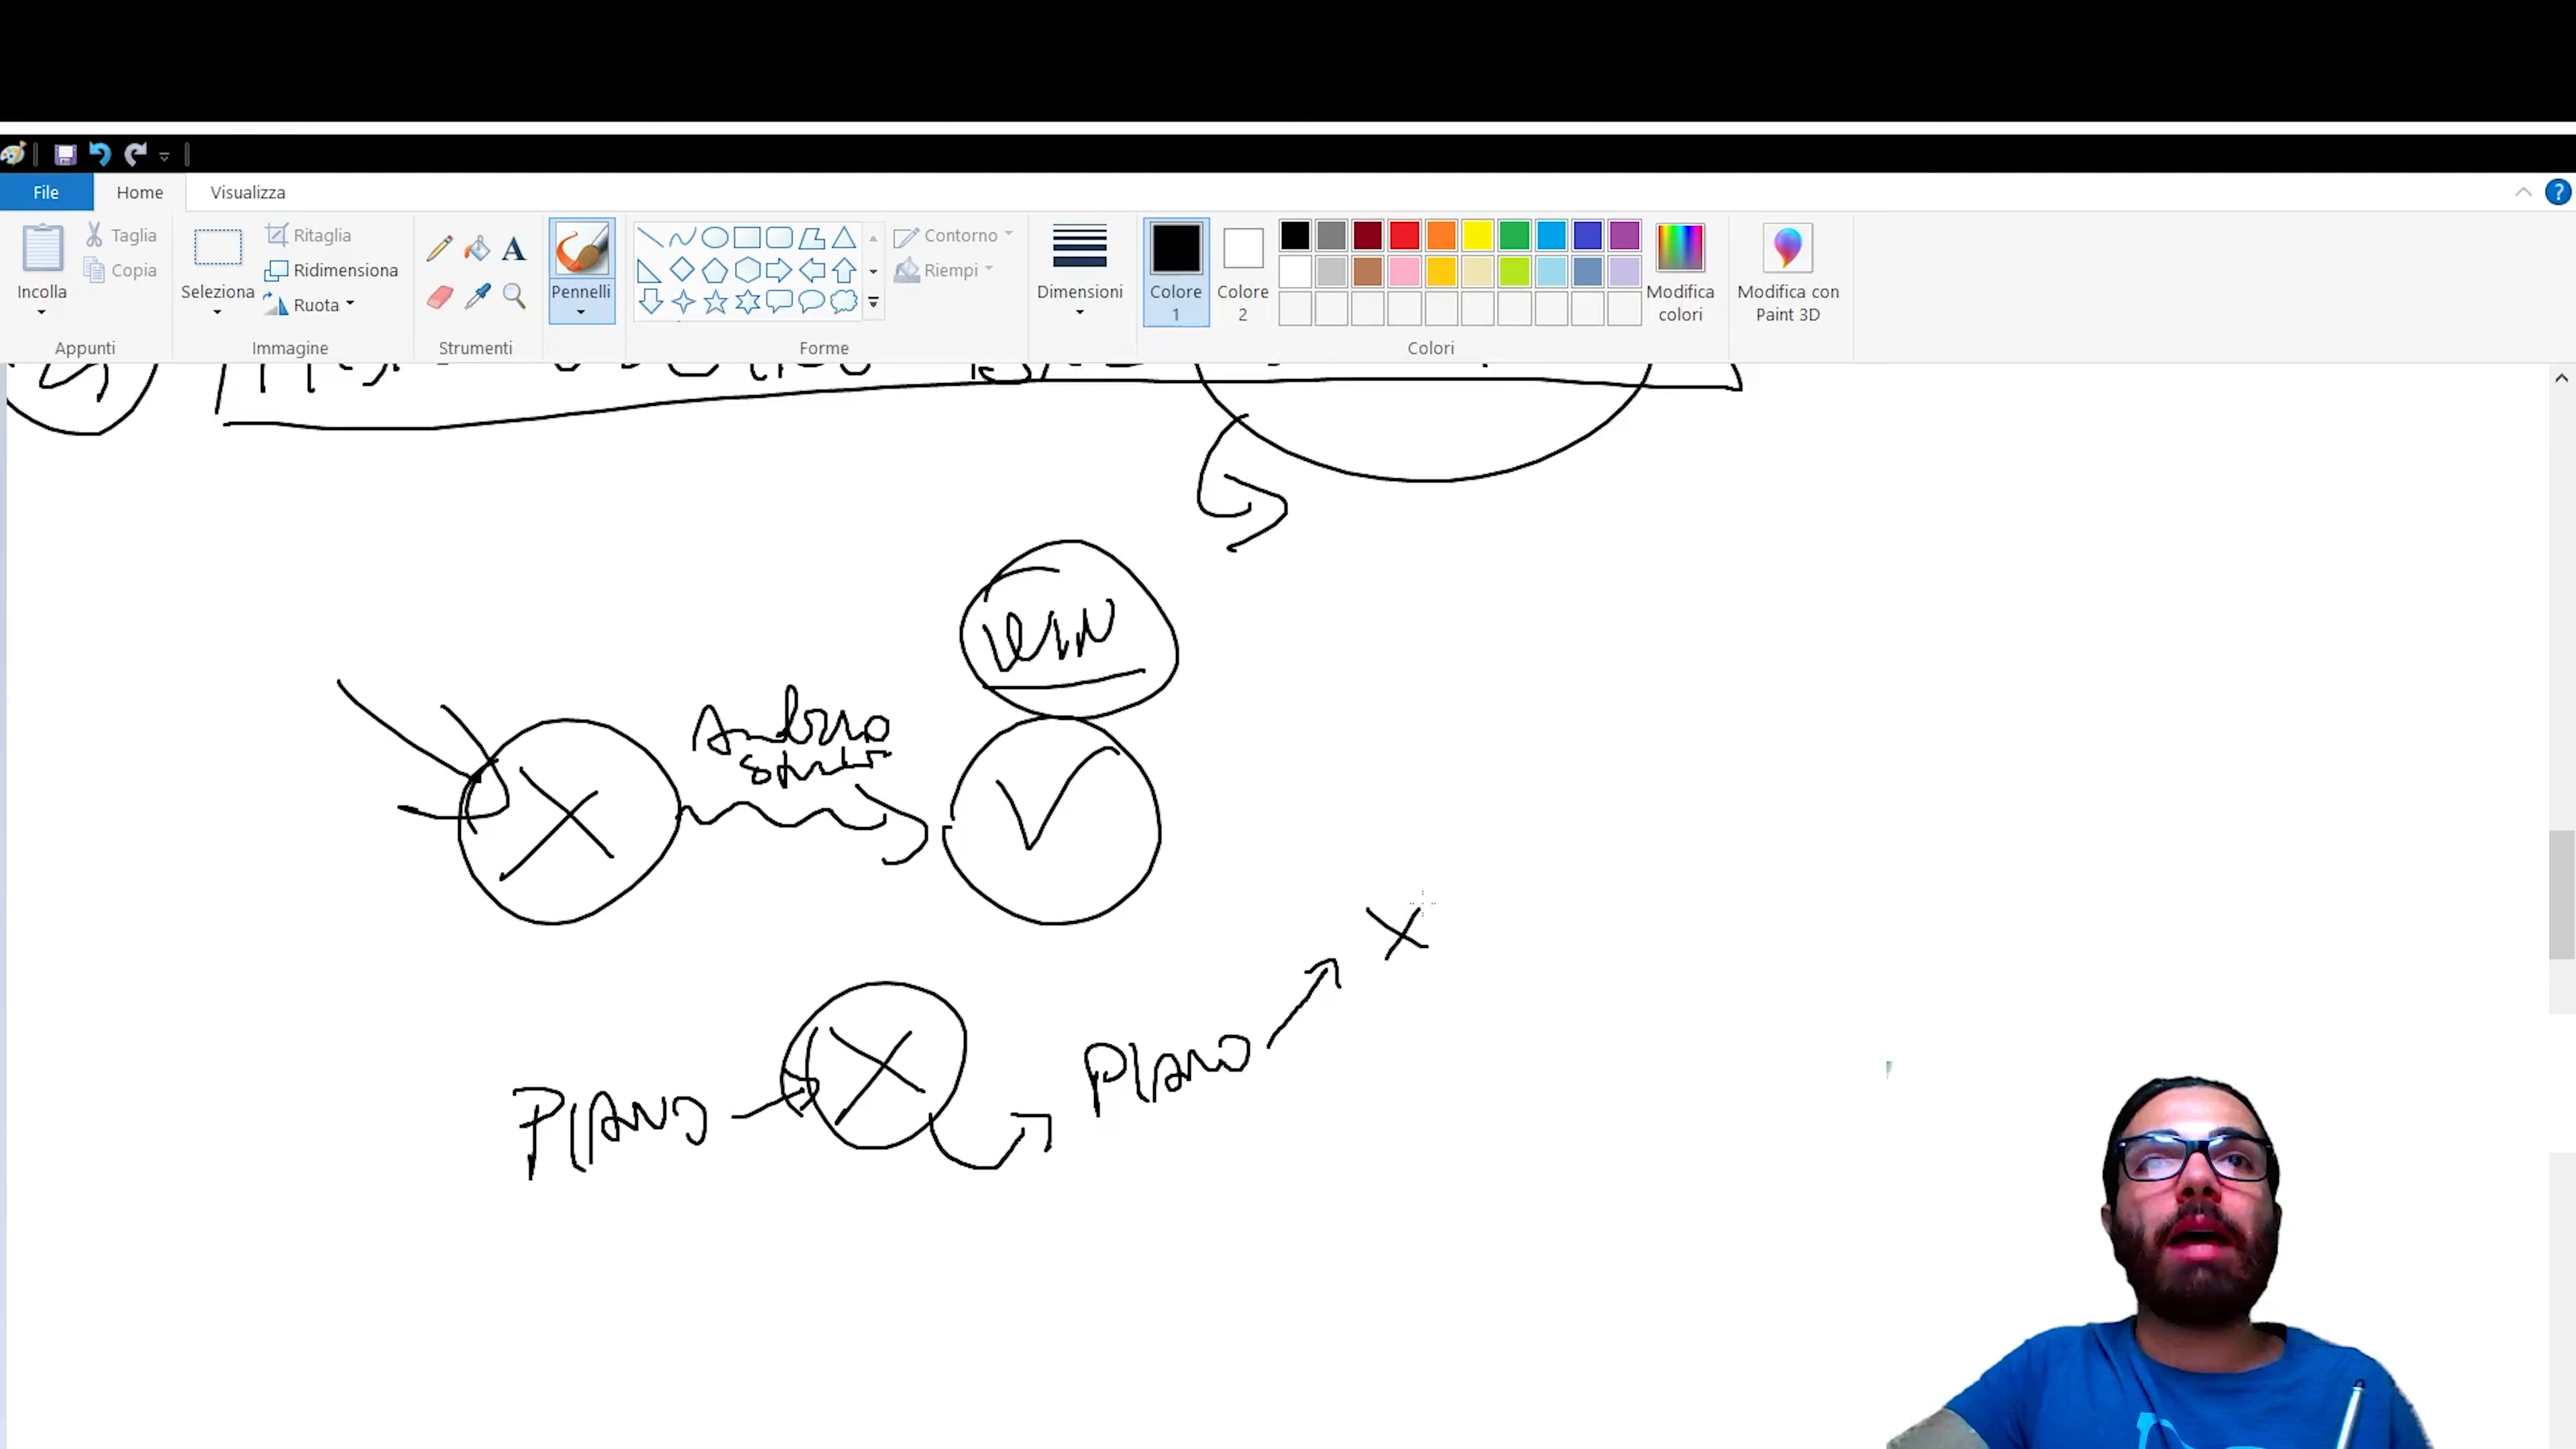 File Home Visualizza
Incolla
Taglia
Copia
Appunti
Seleziona
Ritaglia
Ridimensiona
Ruota
Immagine
A
Strumenti
Pennelli
Forme
Contorno
Riempi
Dimensioni
Colore
1
Colore
2
Modifica
colori
Colori
Modifica con
Paint 3D
?
X
PIANO
X
PIANO
X